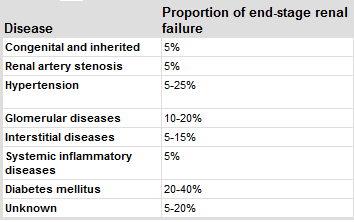 Disease Proportion of end-stage renal
failure
Congenital and inherited 5%
Renal artery stenosis 5%
Hypertension 5-25%
Glomerular diseases 10-20%
Interstitial diseases 5-15%
Systemic inflammatory 5%
diseases
Diabetes mellitus 20-40%
Unknown 5-20%